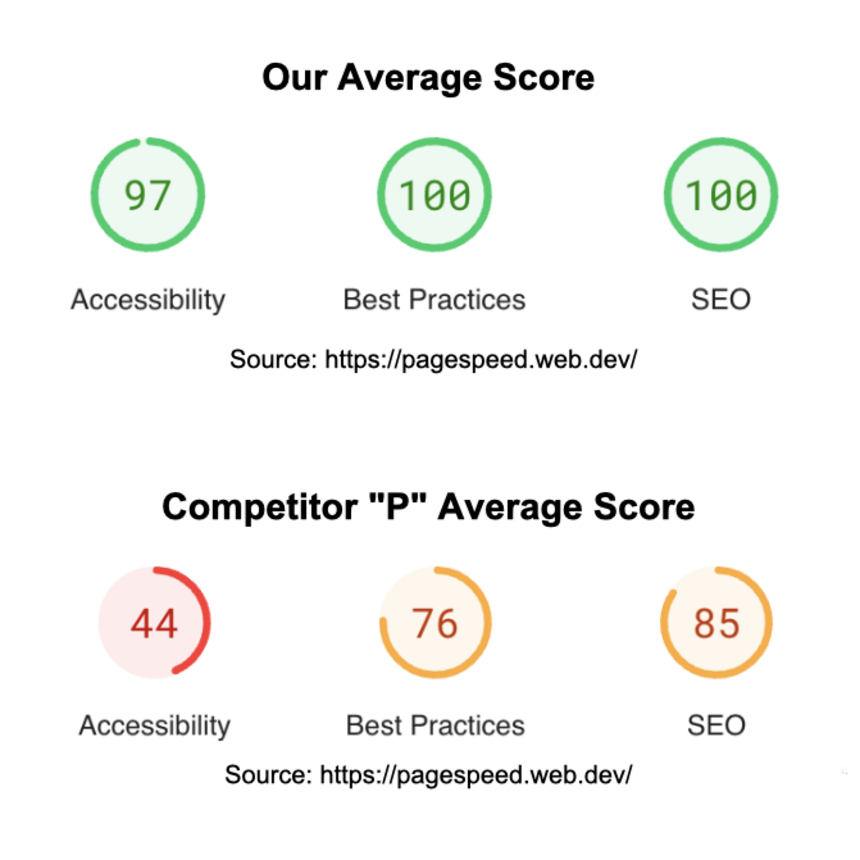 Our Average Score
97 100 100
Accessibility Best Practices SEO
Source: https://pagespeed.web.dev/
Competitor "P" Average Score
44 76 85
Accessibility Best Practices SEO
Source: https://pagespeed.web.dev/